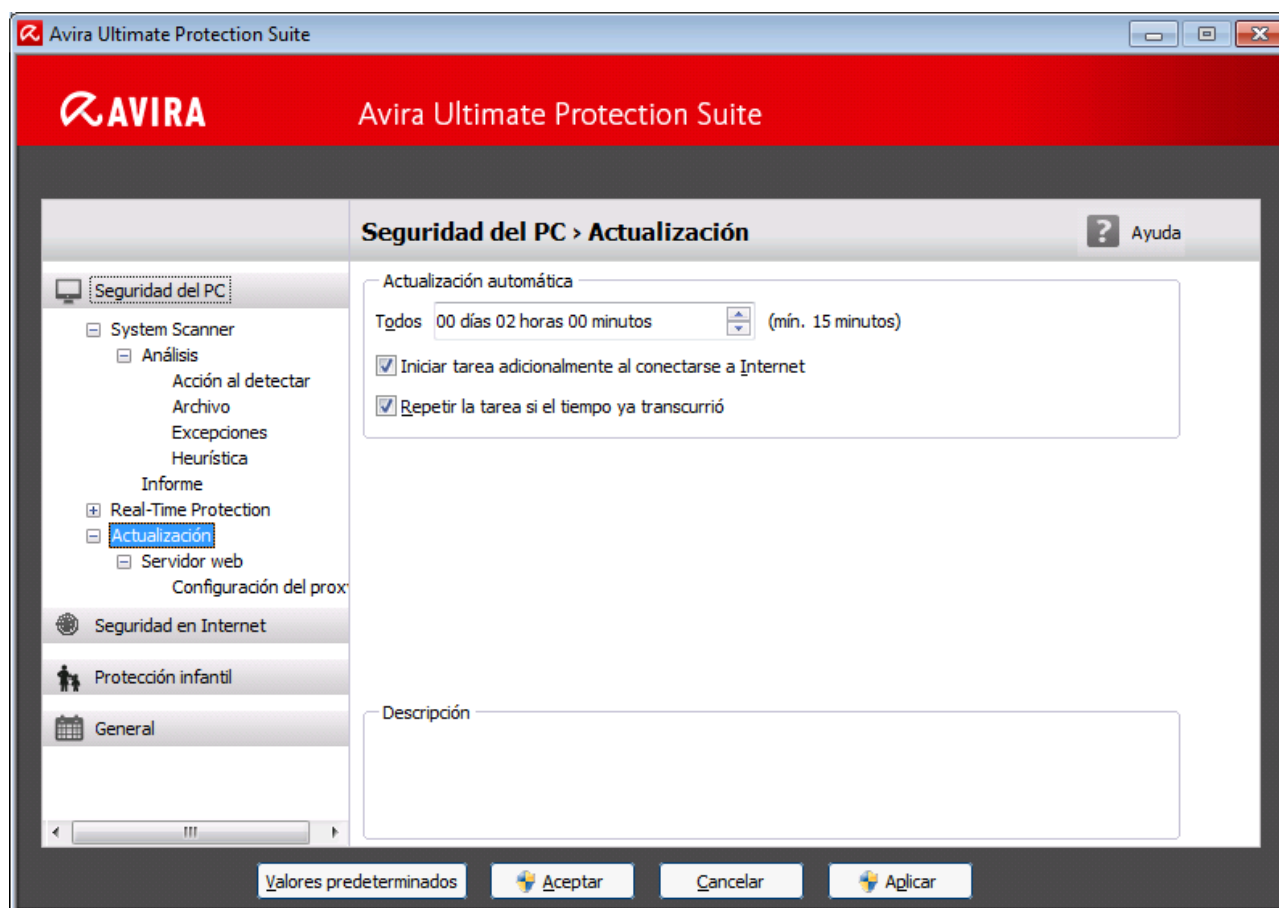 Avira Ultimate Protection Suite
AVIRA
Avira Ultimate Protection Suite
Seguridad del PC › Actualización
? Ayuda
Seguridad del PC
System Scanner
Análisis
Acción al detectar
Archivo
Excepciones
Heurística
Informe
Real-Time Protection
Actualización
Servidor web
Configuración del prox
Seguridad en Internet
Protección infantil
General
Actualización automática
Todos 00 días 02 horas 00 minutos (mín. 15 minutos)
Iniciar tarea adicionalmente al conectarse a Internet
Repetir la tarea si el tiempo ya transcurrió
Descripción
Valores predeterminados
Aceptar
Cancelar
Aplicar